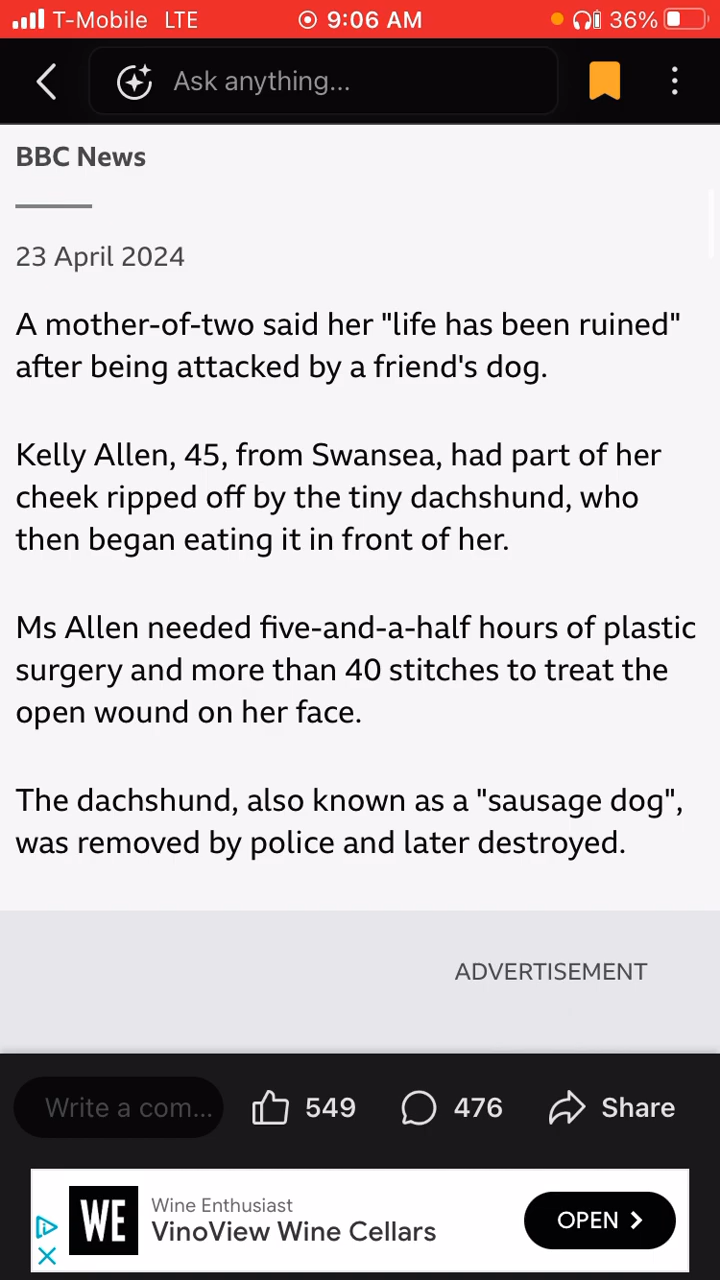 T-Mobile LTE 9:06 AM 36%
Ask anything...
BBC News
23 April 2024
A mother-of-two said her "life has been ruined"
after being attacked by a friend's dog.
Kelly Allen, 45, from Swansea, had part of her
cheek ripped off by the tiny dachshund, who
then began eating it in front of her.
Ms Allen needed five-and-a-half hours of plastic
surgery and more than 40 stitches to treat the
open wound on her face.
The dachshund, also known as a "sausage dog",
was removed by police and later destroyed.
ADVERTISEMENT
Write a com... 549 476 Share
WE
Wine Enthusiast
VinoView Wine Cellars
OPEN